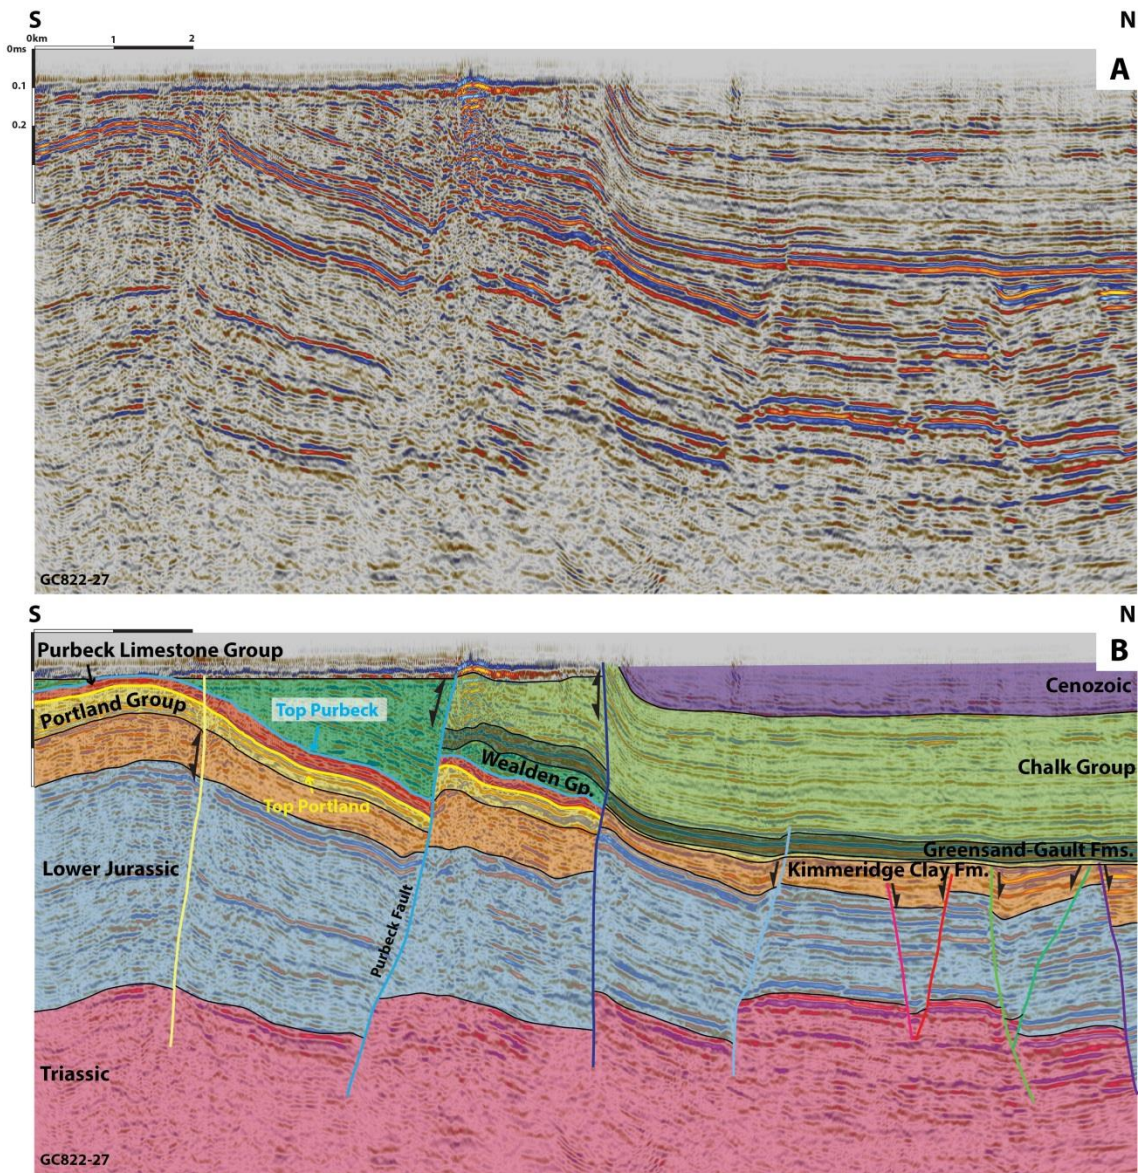 S
N
0km 1 2
0ms
0.1
0.2
A
GC822-27
S
N
B
Purbeck Limestone Group
Cenozoic
Portland Group
Top Purbeck
Wealden Gp.
Chalk Group
Top Portland
Greensand-Gault Fms.
Lower Jurassic
Kimmeridge Clay Fm.
Purbeck Fault
Triassic
GC822-27